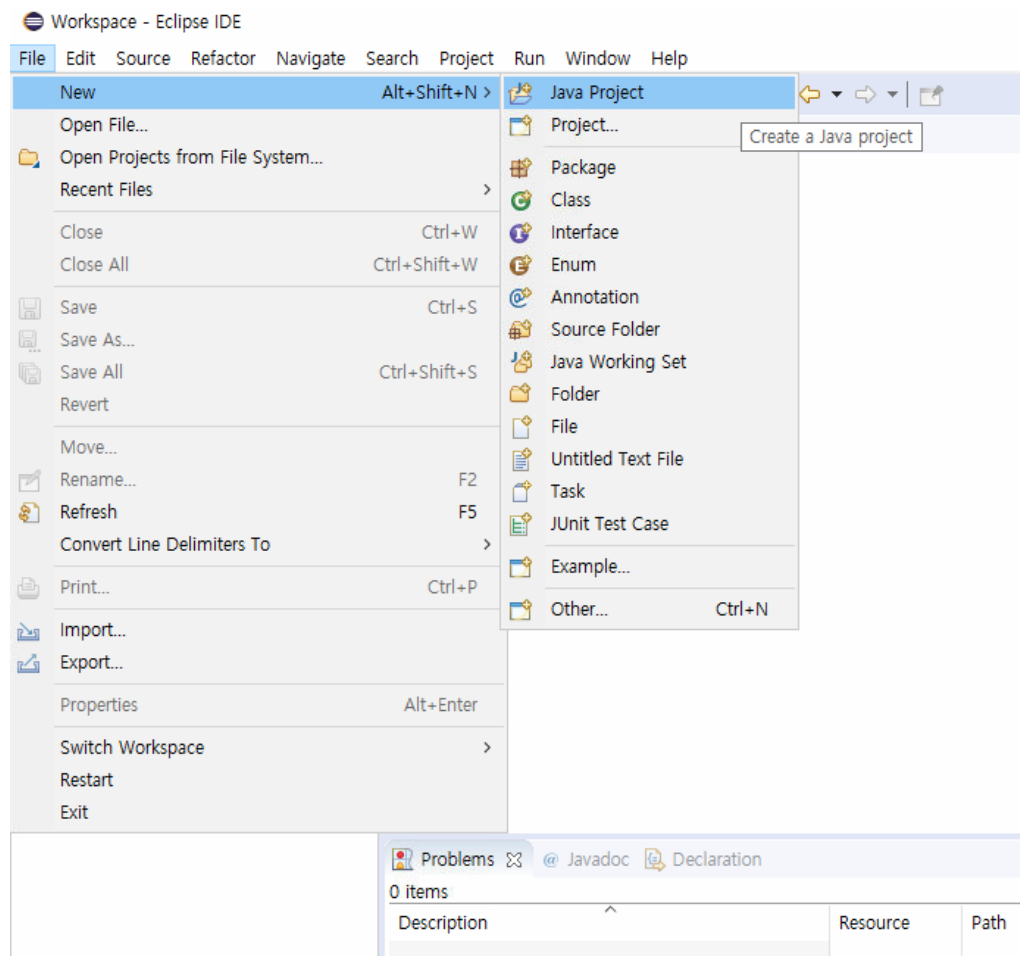 Workspace - Eclipse IDE
File Edit Source Refactor Navigate Search Project Run Window Help
New Alt+Shift+N >
Open File...
Open Projects from File System...
Recent Files >
Close Ctrl+W
Close All Ctrl+Shift+W
Save Ctrl+S
Save As...
Save All Ctrl+Shift+S
Revert
Move...
Rename... F2
Refresh F5
Convert Line Delimiters To >
Print... Ctrl+P
Import...
Export...
Properties Alt+Enter
Switch Workspace >
Restart
Exit
Java Project
Project...
Create a Java project
Package
Class
Interface
Enum
Annotation
Source Folder
Java Working Set
Folder
File
Untitled Text File
Task
JUnit Test Case
Example...
Other... Ctrl+N
Problems @ Javadoc Declaration
0 items
Description Resource Path